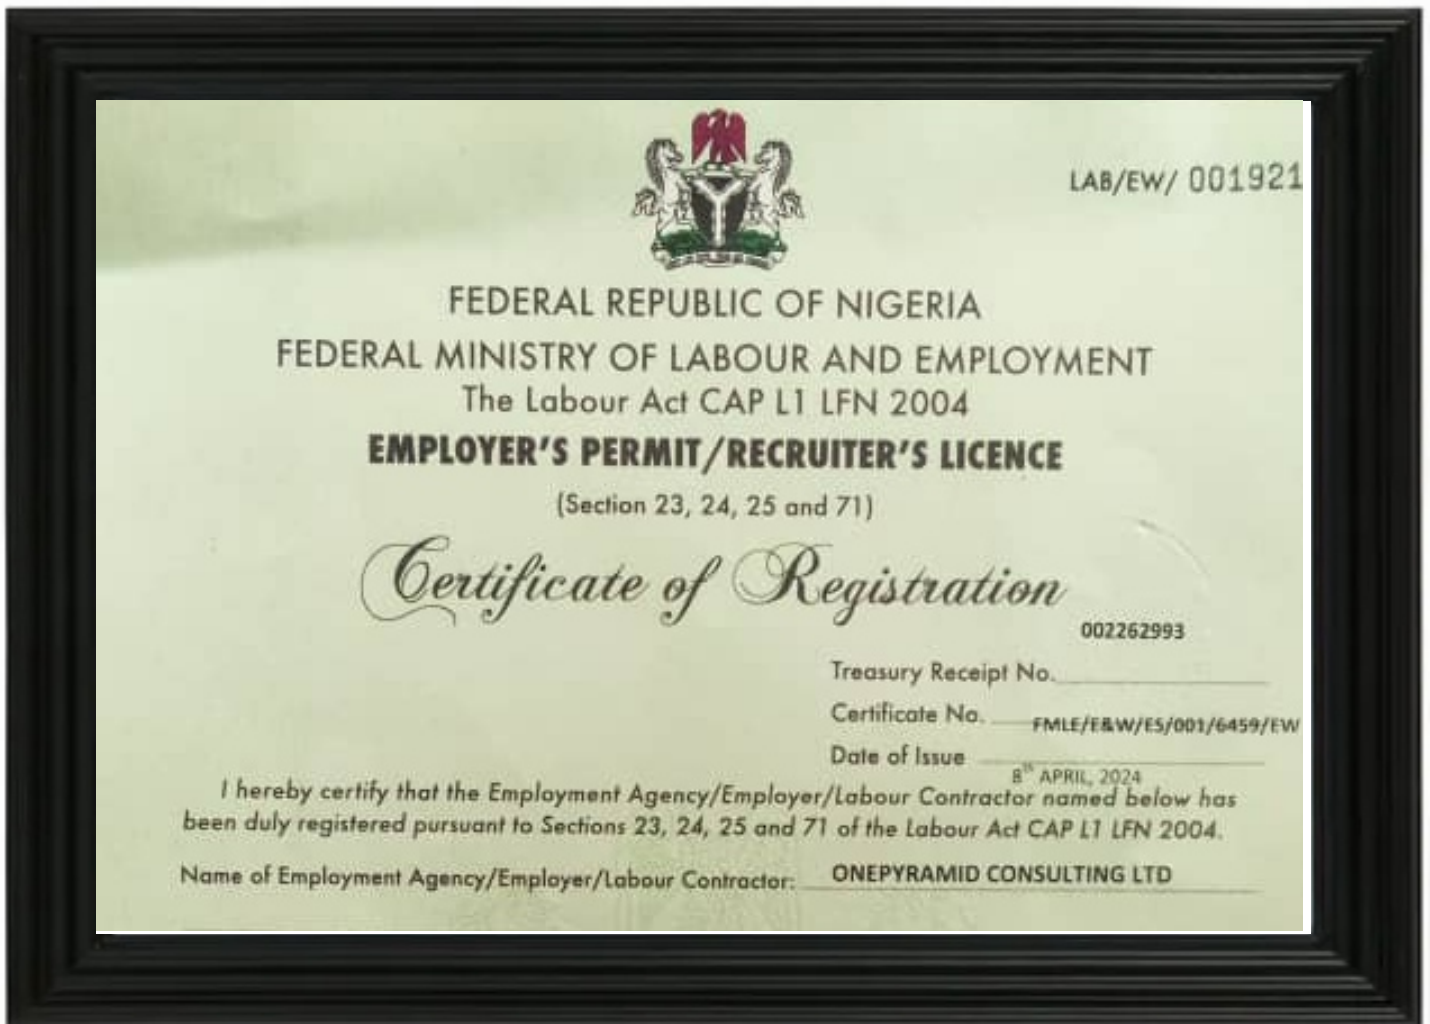 LAB/EW/ 001921
FEDERAL REPUBLIC OF NIGERIA
FEDERAL MINISTRY OF LABOUR AND EMPLOYMENT
The Labour Act CAP L1 LFN 2004
EMPLOYER'S PERMIT/RECRUITER'S LICENCE
(Section 23, 24, 25 and 71)
Certificate of Registration
002262993
Treasury Receipt No.
Certificate No. FMLE/E&W/ES/001/6459/EW
Date of Issue
8th APRIL, 2024
I hereby certify that the Employment Agency/Employer/Labour Contractor named below has
been duly registered pursuant to Sections 23, 24, 25 and 71 of the Labour Act CAP L1 LFN 2004.
Name of Employment Agency/Employer/Labour Contractor: ONEPYRAMID CONSULTING LTD